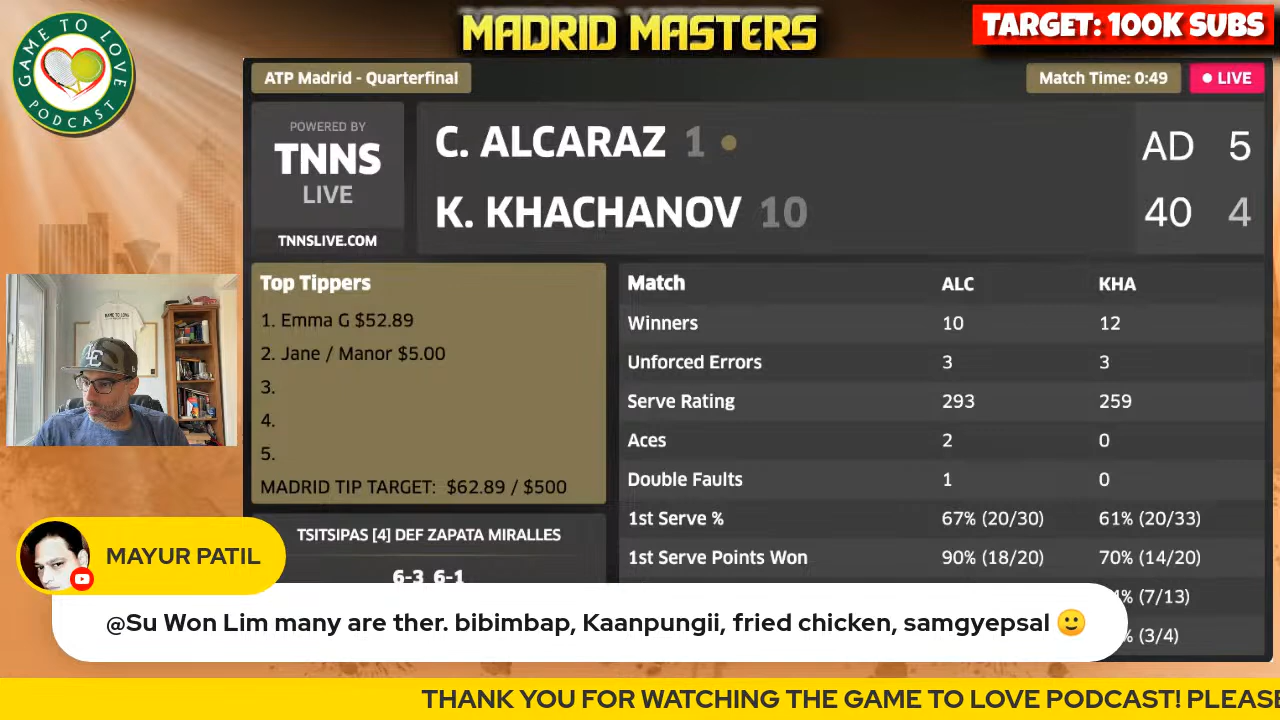 GAME TO LOVE
PODCAST
MADRID MASTERS
TARGET: 100K SUBS
ATP Madrid - Quarterfinal
Match Time: 0:49
LIVE
POWERED BY
TNNS
LIVE
TNNSLIVE.COM
C. ALCARAZ 1 AD 5
K. KHACHANOV 10 40 4
Top Tippers
1. Emma G $52.89
2. Jane / Manor $5.00
3.
4.
5.
MADRID TIP TARGET: $62.89 / $500
TSITSIPAS [4] DEF ZAPATA MIRALLES
6-3 6-1
Match ALC KHA
Winners 10 12
Unforced Errors 3 3
Serve Rating 293 259
Aces 2 0
Double Faults 1 0
1st Serve % 67% (20/30) 61% (20/33)
1st Serve Points Won 90% (18/20) 70% (14/20)
% (7/13)
% (3/4)
MAYUR PATIL
@Su Won Lim many are ther. bibimbap, Kaanpungii, fried chicken, samgyepsal 🙂
THANK YOU FOR WATCHING THE GAME TO LOVE PODCAST! PLEASE